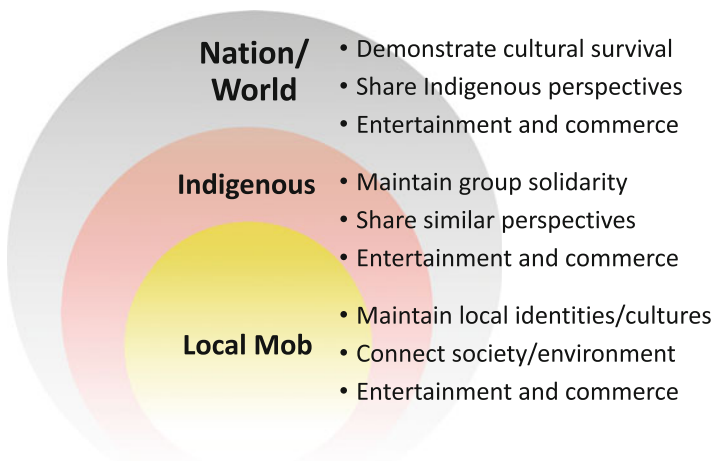 Nation/
World
• Demonstrate cultural survival
• Share Indigenous perspectives
• Entertainment and commerce
Indigenous
• Maintain group solidarity
• Share similar perspectives
• Entertainment and commerce
Local Mob
• Maintain local identities/cultures
• Connect society/environment
• Entertainment and commerce